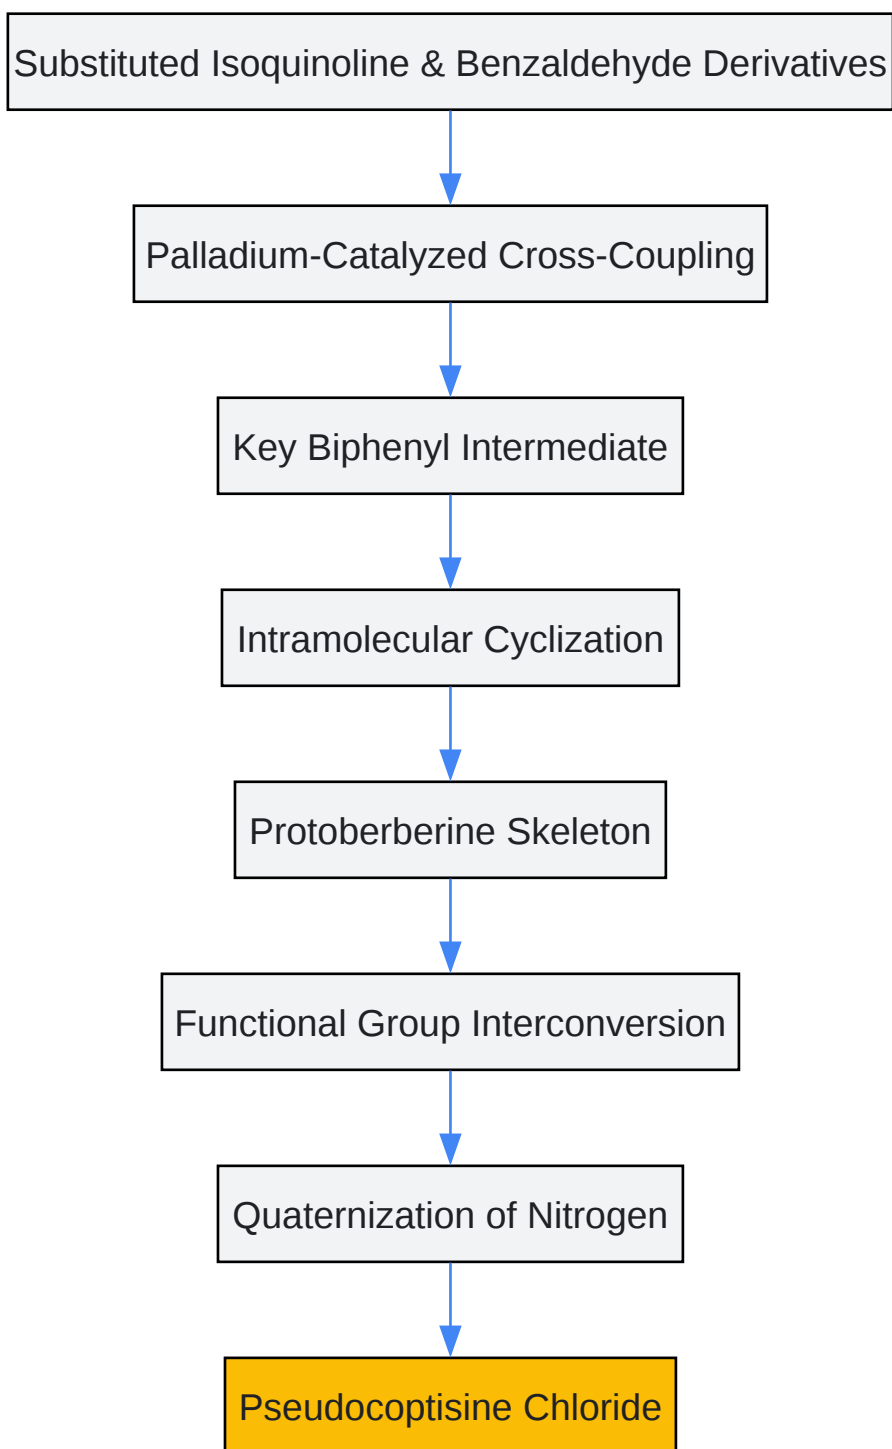 Substituted Isoquinoline & Benzaldehyde Derivatives
Palladium-Catalyzed Cross-Coupling
Key Biphenyl Intermediate
Intramolecular Cyclization
Protoberberine Skeleton
Functional Group Interconversion
Quaternization of Nitrogen
Pseudocoptisine Chloride